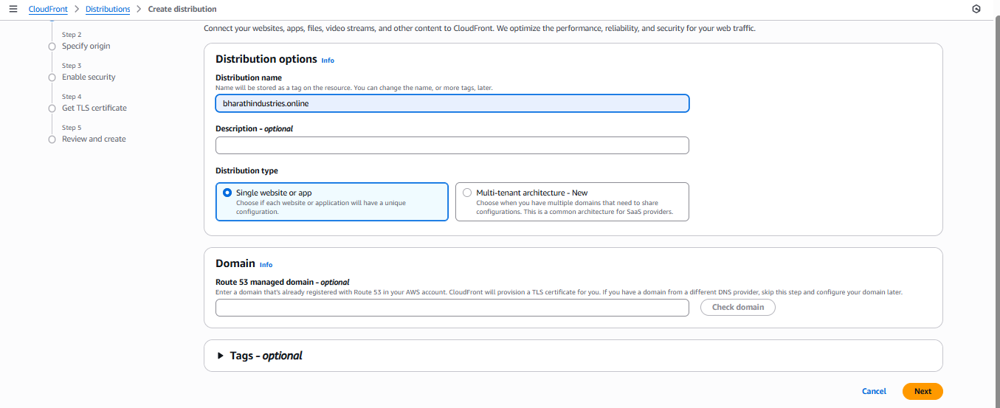 CloudFront > Distributions > Create distribution
Step 2
Specify origin
Step 3
Enable security
Step 4
Get TLS certificate
Step 5
Review and create
Connect your websites, apps, files, video streams, and other content to CloudFront. We optimize the performance, reliability, and security for your web traffic.
Distribution options Info
Distribution name
Name will be stored as a tag on the resource. You can change the name, or more tags, later.
bharathindustries.online
Description - optional
Distribution type
Single website or app
Choose if each website or application will have a unique
configuration.
Multi-tenant architecture - New
Choose when you have multiple domains that need to share
configurations. This is a common architecture for SaaS providers.
Domain Info
Route 53 managed domain - optional
Enter a domain that's already registered with Route 53 in your AWS account. CloudFront will provision a TLS certificate for you. If you have a domain from a different DNS provider, skip this step and configure your domain later.
Check domain
Tags - optional
Cancel Next